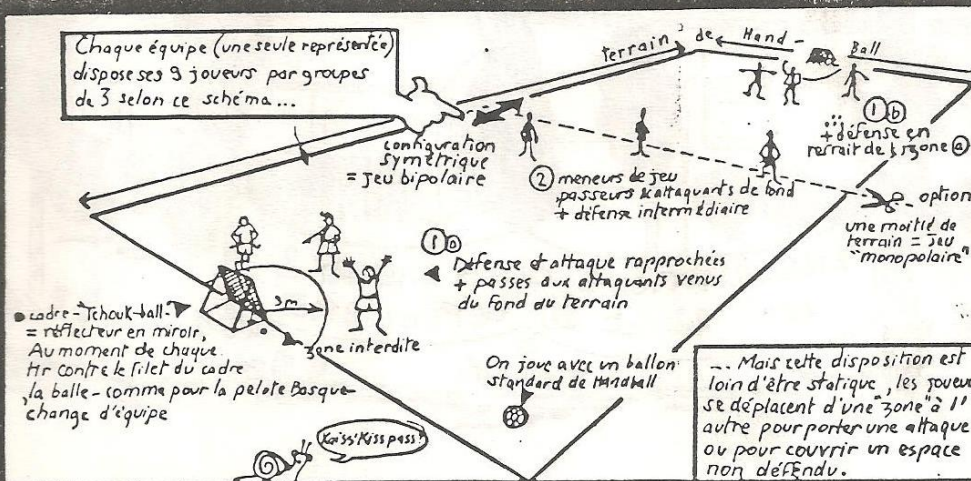 Chaque équipe (une seule représentée)
dispose ses 9 joueurs par groupes
de 3 selon ce schéma...
terrain de Hand-Ball
configuration
symétrique
= jeu bipolaire
② meneurs de jeu
passeurs & attaquants de fond
+ défense intermédiaire
① ⓑ
+ défense en
retrait de la zone ⓐ
option
une moitié de
terrain = jeu
"monopolaire"
① ⓐ
Défense et attaque rapprochées
+ passes aux attaquants venus
du fond du terrain
3m
zone interdite
cadre-Tchouk-ball-
= réflecteur en miroir,
Au moment de chaque
tir contre le filet du cadre
la balle - comme pour la pelote Basque-
change d'équipe
On joue avec un ballon
standard de Handball
Kaiss'Kiss pass?
... Mais cette disposition est
loin d'être statique, les joueu
se déplacent d'une "zone" à l'
autre pour porter une attaque
ou pour couvrir un espace
non défendu.